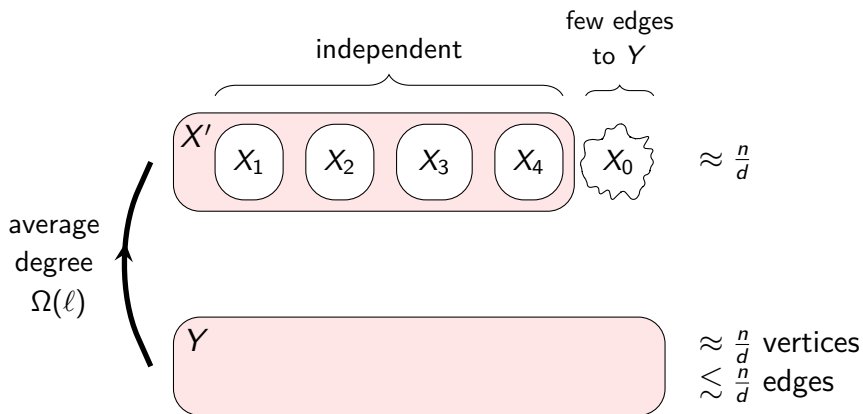 few edges
to Y
independent
X′
X₁ X₂ X₃ X₄ X₀ ≈ n/d
average
degree
Ω(ℓ)
Y
≈ n/d vertices
≲ n/d edges